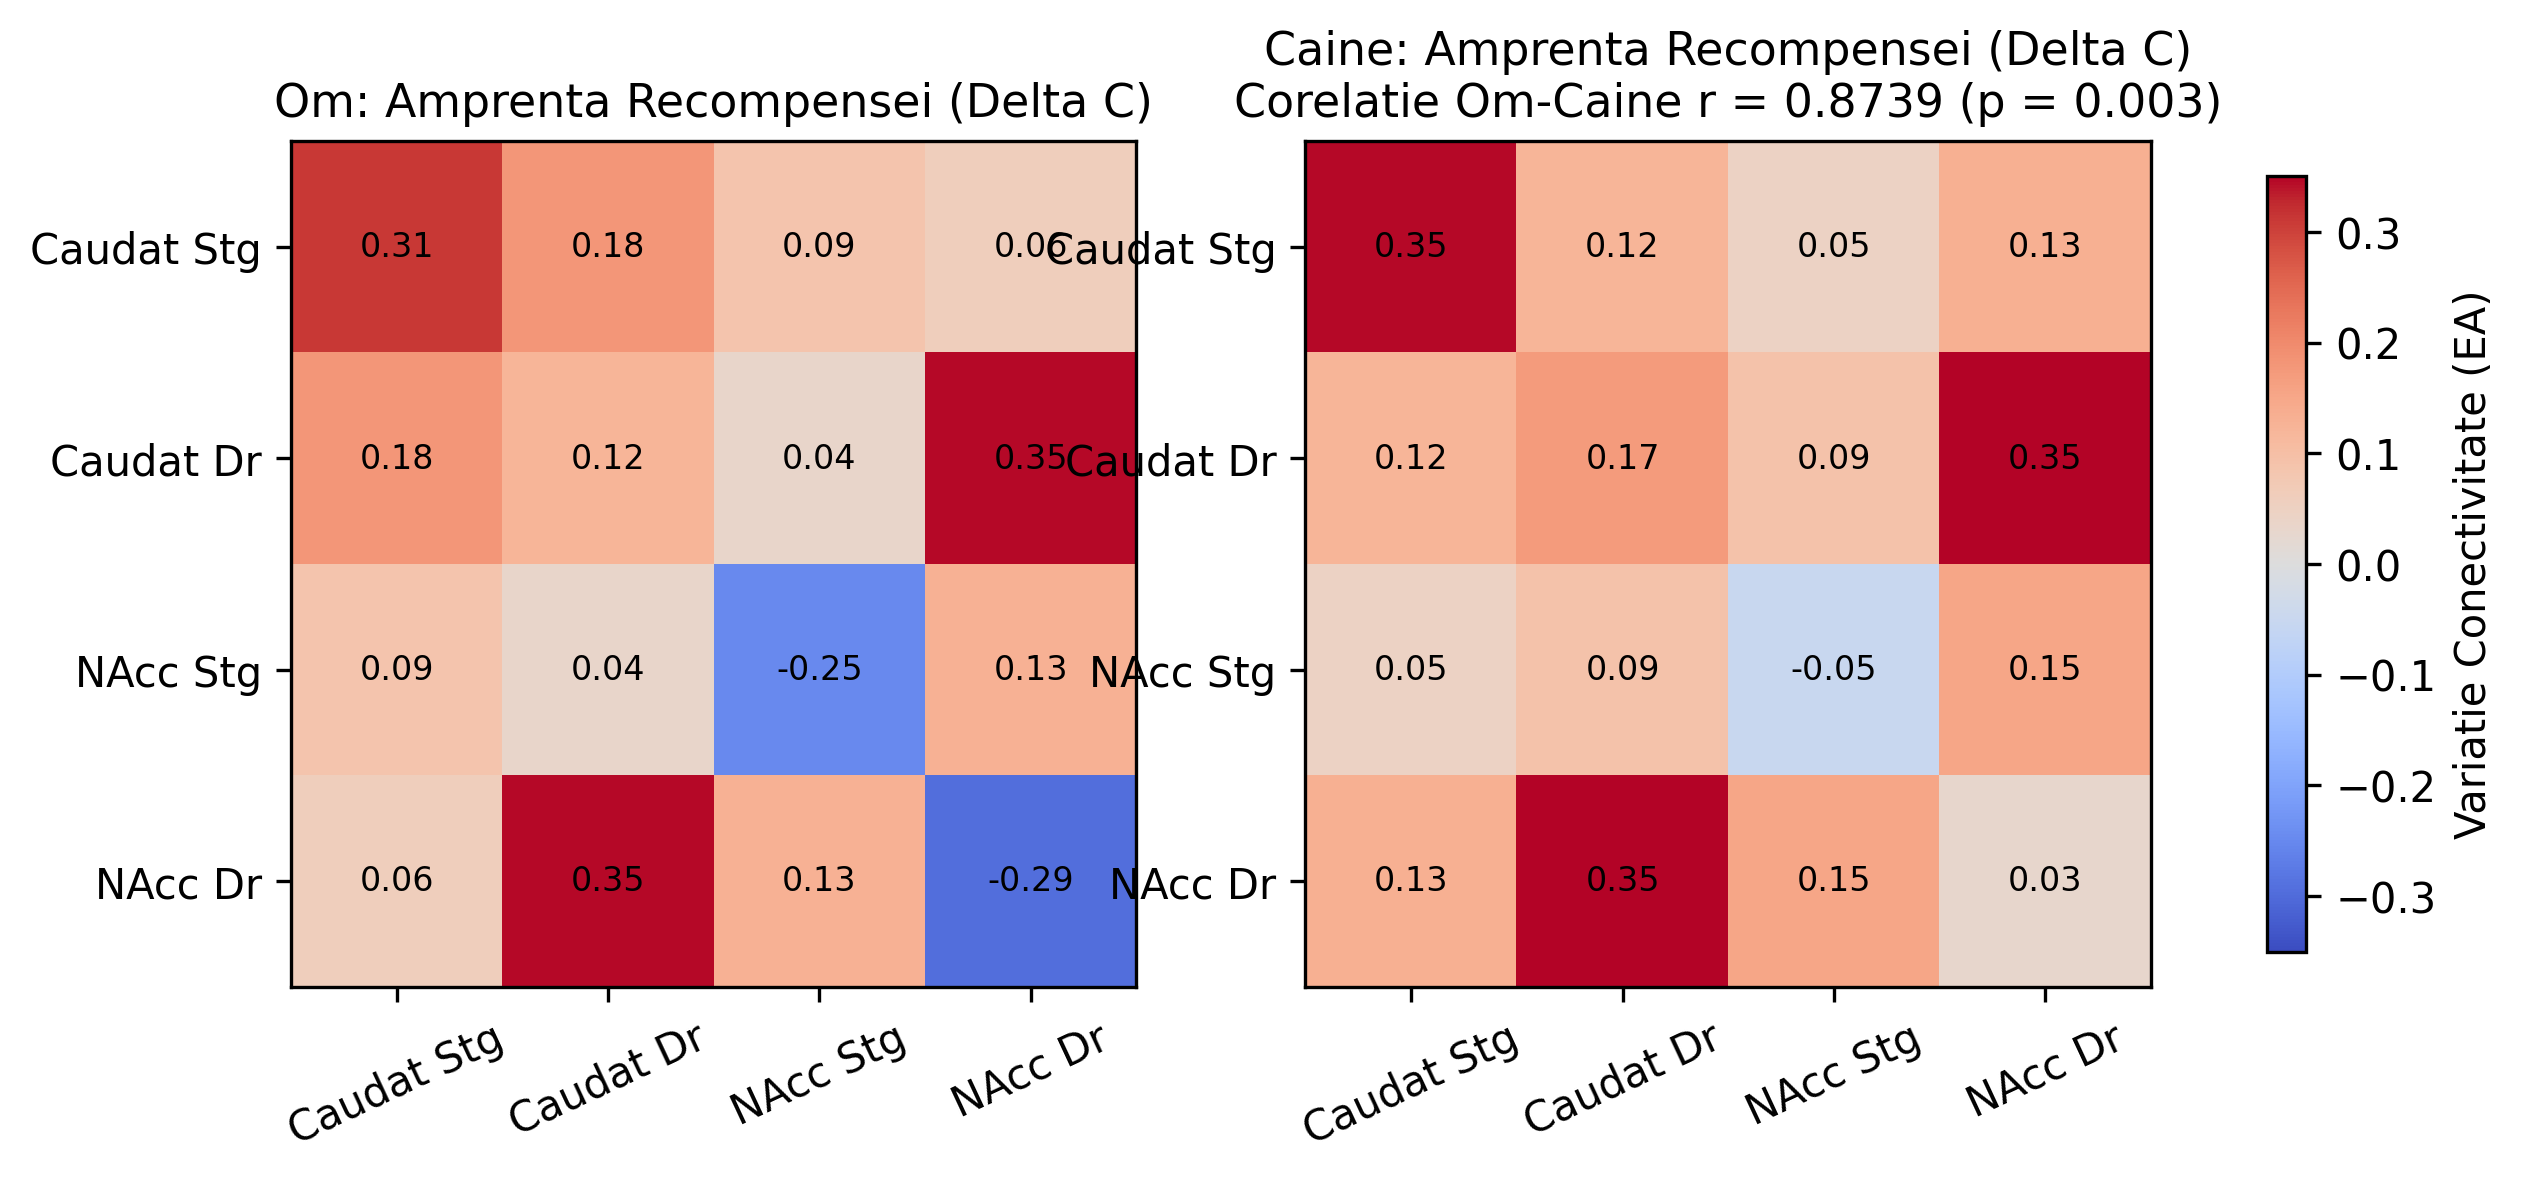 Om: Amprenta Recompensei (Delta C)
Caudat Stg 0.31 0.18 0.09 0.06
Caudat Dr 0.18 0.12 0.04 0.35
NAcc Stg 0.09 0.04 -0.25 0.13
NAcc Dr 0.06 0.35 0.13 -0.29
Caudat Stg Caudat Dr NAcc Stg NAcc Dr
Caine: Amprenta Recompensei (Delta C)
Corelatie Om-Caine r = 0.8739 (p = 0.003)
Caudat Stg 0.35 0.12 0.05 0.13
Caudat Dr 0.12 0.17 0.09 0.35
NAcc Stg 0.05 0.09 -0.05 0.15
NAcc Dr 0.13 0.35 0.15 0.03
Caudat Stg Caudat Dr NAcc Stg NAcc Dr
0.3
0.2
0.1
0.0
−0.1
−0.2
−0.3
Variatie Conectivitate (EA)